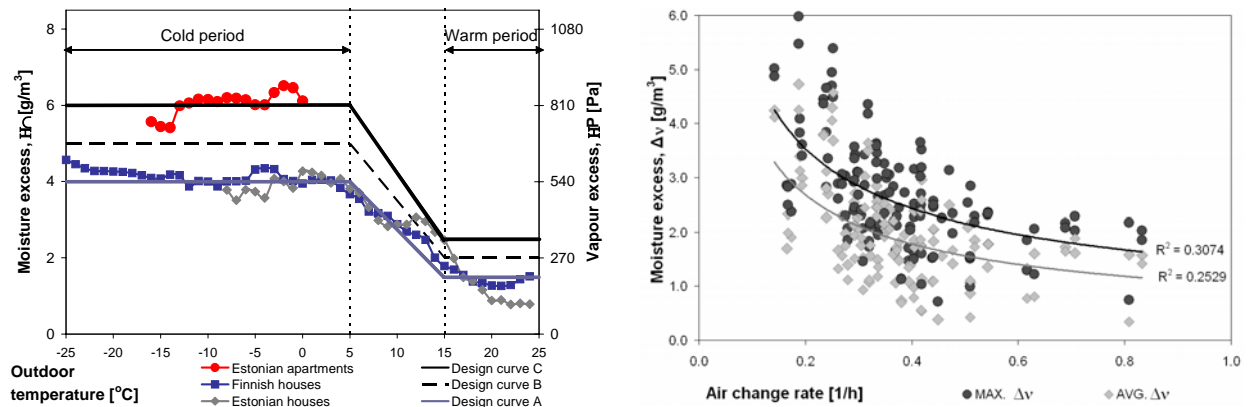 8
6
4
2
0
Moisture excess, [g/m³]
Cold period
Warm period
1080
810
540
270
0
Vapour excess, [Pa]
-25 -20 -15 -10 -5 0 5 10 15 20 25
Outdoor
temperature [°C]
Estonian apartments
Finnish houses
Estonian houses
Design curve C
Design curve B
Design curve A
6.0
5.0
4.0
3.0
2.0
1.0
0.0
Moisture excess, Δν [g/m³]
R² = 0.3074
R² = 0.2529
0.0 0.2 0.4 0.6 0.8 1.0
Air change rate [1/h]
MAX. Δν
AVG. Δν